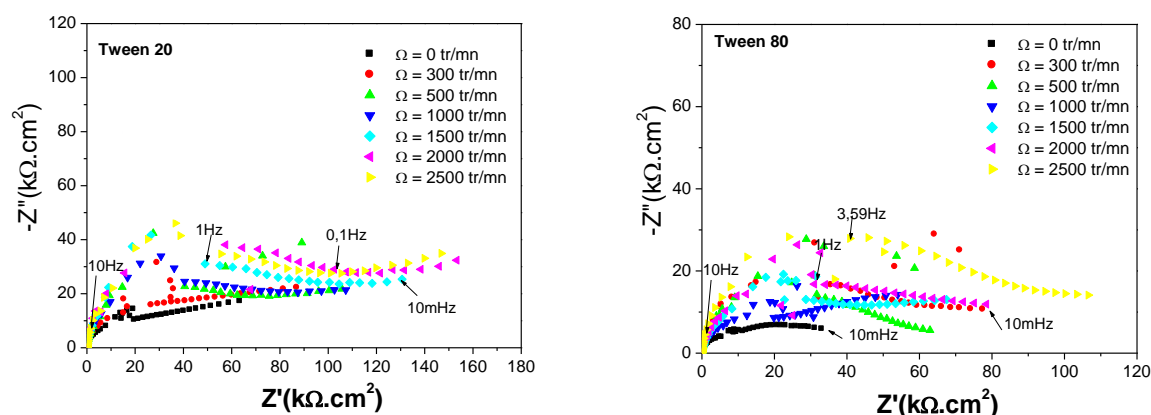 120
100
80
60
40
20
0
-Z"(kΩ.cm²)
Tween 20
Ω = 0 tr/mn
Ω = 300 tr/mn
Ω = 500 tr/mn
Ω = 1000 tr/mn
Ω = 1500 tr/mn
Ω = 2000 tr/mn
Ω = 2500 tr/mn
10Hz
1Hz
0,1Hz
10mHz
0 20 40 60 80 100 120 140 160 180
Z'(kΩ.cm²)
80
60
40
20
0
-Z"(kΩ.cm²)
Tween 80
Ω = 0 tr/mn
Ω = 300 tr/mn
Ω = 500 tr/mn
Ω = 1000 tr/mn
Ω = 1500 tr/mn
Ω = 2000 tr/mn
Ω = 2500 tr/mn
10Hz
1Hz
3,59Hz
10mHz
10mHz
0 20 40 60 80 100 120
Z'(kΩ.cm²)